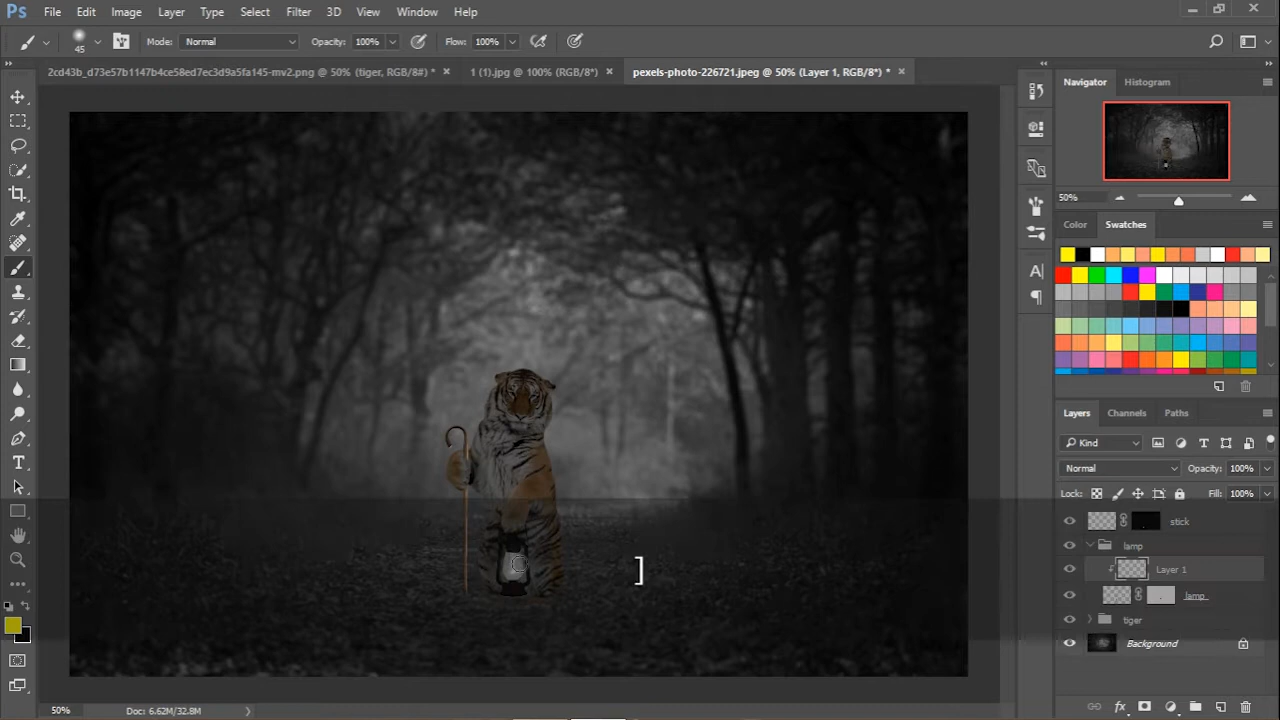 Ps File Edit Image Layer Type Select Filter 3D View Window Help
45 Mode: Normal Opacity: 100% Flow: 100%
2cd43b_d73e57b1147b4ce58ed7ec3d9a5fa145-mv2.png @ 50% (tiger, RGB/8#) * × 1 (1).jpg @ 100% (RGB/8*) × pexels-photo-226721.jpeg @ 50% (Layer 1, RGB/8*) * ×
Navigator Histogram
50%
Color Swatches
Layers Channels Paths
Kind
Normal Opacity: 100%
Lock: Fill: 100%
stick
lamp
Layer 1
lamp
tiger
Background
]
50% Doc: 6.62M/32.8M